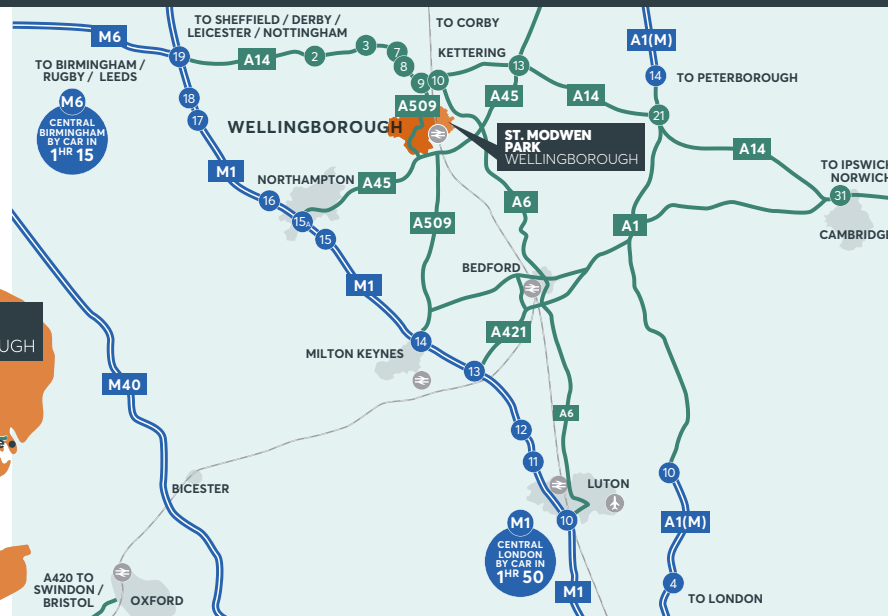 TO SHEFFIELD / DERBY /
LEICESTER / NOTTINGHAM
TO CORBY
M6
A1(M)
KETTERING
TO BIRMINGHAM /
RUGBY / LEEDS
19
A14
2
3
7
8
9
10
13
14
TO PETERBOROUGH
M6
CENTRAL
BIRMINGHAM
BY CAR IN
1HR 15
18
17
A509
A45
A14
21
WELLINGBOROUGH
ST. MODWEN
PARK
WELLINGBOROUGH
A14
M1
NORTHAMPTON
A45
TO IPSWICH
NORWICH
31
16
15A
15
A509
A6
A1
CAMBRIDGE
BEDFORD
M1
UGH
14
A421
MILTON KEYNES
13
M40
A6
12
11
10
BICESTER
LUTON
M1
CENTRAL
LONDON
BY CAR IN
1HR 50
10
A1(M)
A420 TO
SWINDON /
BRISTOL
OXFORD
M1
4
TO LONDON